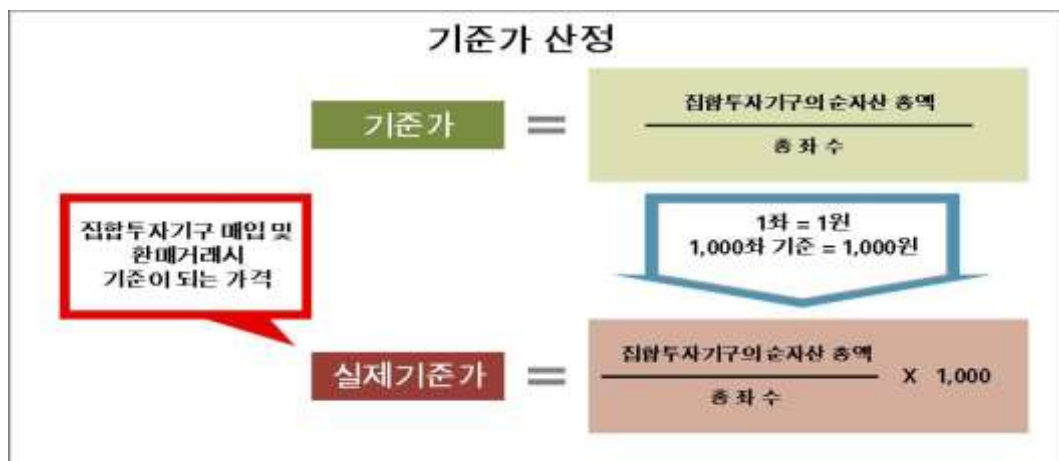 기준가 산정
기준가 = 집합투자기구의 순자산 총액
총 좌 수
집합투자기구 매입 및
환매거래시
기준이 되는 가격
1좌 = 1원
1,000좌 기준 = 1,000원
실제기준가 = 집합투자기구의 순자산 총액
총 좌 수
X 1,000